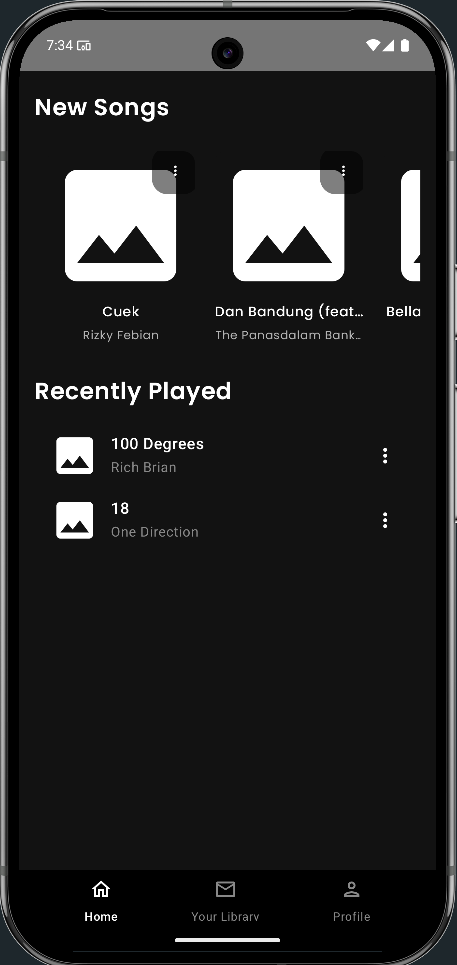 7:34
New Songs
Cuek
Rizky Febian
Dan Bandung (feat…
The Panasdalam Bank…
Bella
Recently Played
100 Degrees
Rich Brian
18
One Direction
Home
Your Library
Profile